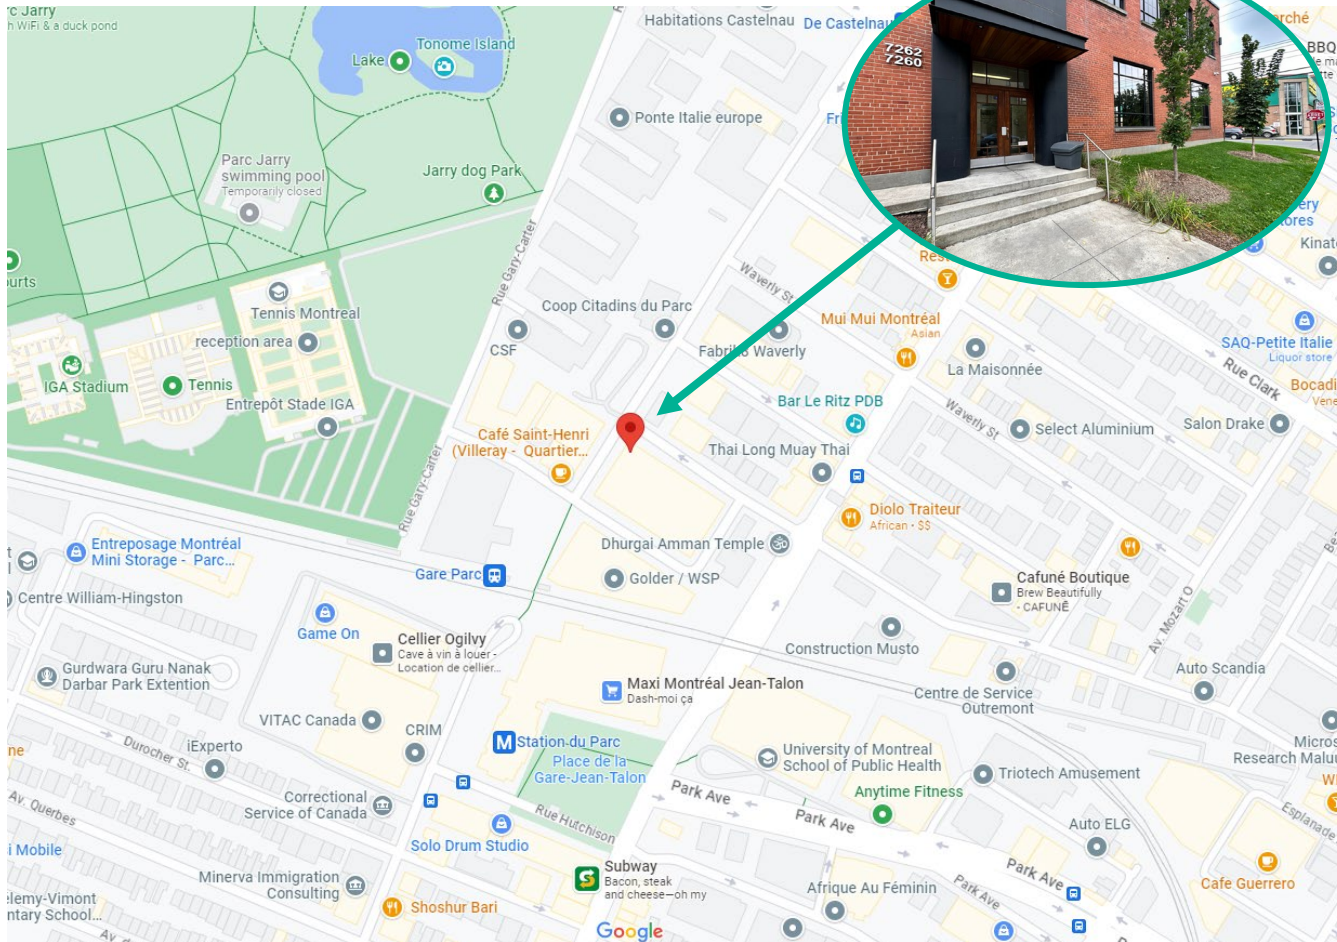 c Jarry
h WiFi & a duck pond
Habitations Castelnau
De Castelnau
arché
Tonome Island
Lake
7262
7260
BBQ
Ponte Italie europe
Fri
Parc Jarry
swimming pool
Temporarily closed
Jarry dog Park
ery
ores
Kinat
Rest
Rue Gary-Carter
Waverly St
urts
Tennis Montreal
reception area
Coop Citadins du Parc
Mui Mui Montréal
Asian
CSF
SAQ-Petite Italie
Liquor store
Fabrik8 Waverly
La Maisonnée
Rue Clark
IGA Stadium
Tennis
Bocadi
Vene
Entrepôt Stade IGA
Bar Le Ritz PDB
Waverly St
Select Aluminium
Salon Drake
Café Saint-Henri
(Villeray - Quartier...
Thai Long Muay Thai
Rue Gary-Carter
Diolo Traiteur
African · $$
Entreposage Montréal
Mini Storage - Parc...
Dhurgai Amman Temple
Gare Parc
Golder / WSP
Cafuné Boutique
Brew Beautifully
- CAFUNÉ
Centre William-Hingston
Av. Mozart O
Game On
Cellier Ogilvy
Cave à vin à louer -
Location de cellier...
Construction Musto
Gurdwara Guru Nanak
Darbar Park Extention
Auto Scandia
Maxi Montréal Jean-Talon
Dash-moi ça
Centre de Service
Outremont
VITAC Canada
CRIM
Durocher St.
iExperto
M
Station du Parc
Place de la
Gare-Jean-Talon
University of Montreal
School of Public Health
Micros
Research Malu
Triotech Amusement
Park Ave
Anytime Fitness
Correctional
Service of Canada
Rue Hutchison
Park Ave
Esplanade
Av. Querbes
Auto ELG
i Mobile
Solo Drum Studio
Subway
Bacon, steak
and cheese—oh my
Park Ave
Minerva Immigration
Consulting
Afrique Au Féminin
Park Ave
Cafe Guerrero
elemy-Vimont
ntary School...
Shoshur Bari
Google